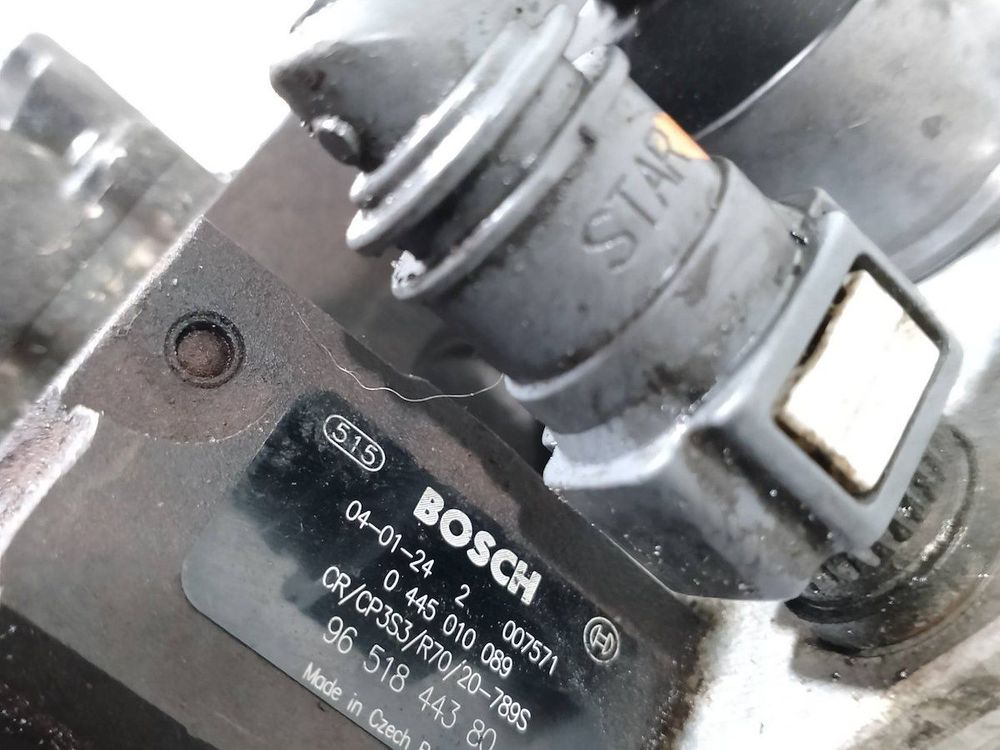 STAR
515
BOSCH
04-01-24 2 007571
0 445 010 089
CR/CP3S3/R70/20-789S
96 518 443 80
Made in Czech